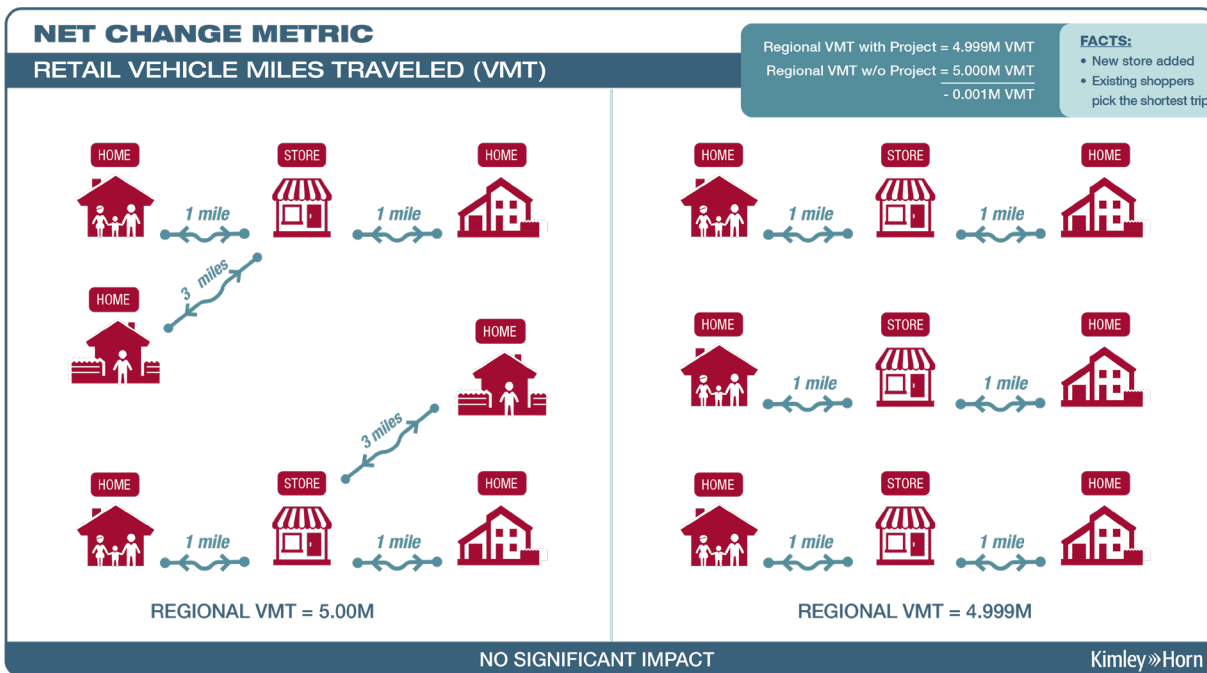 NET CHANGE METRIC
RETAIL VEHICLE MILES TRAVELED (VMT)
Regional VMT with Project = 4.999M VMT
Regional VMT w/o Project = 5.000M VMT
- 0.001M VMT
FACTS:
• New store added
• Existing shoppers
pick the shortest trip
HOME
STORE
HOME
1 mile
1 mile
3 miles
HOME
HOME
3 miles
HOME
STORE
HOME
1 mile
1 mile
REGIONAL VMT = 5.00M
HOME
STORE
HOME
1 mile
1 mile
HOME
STORE
HOME
1 mile
1 mile
HOME
STORE
HOME
1 mile
1 mile
REGIONAL VMT = 4.999M
NO SIGNIFICANT IMPACT
Kimley»Horn